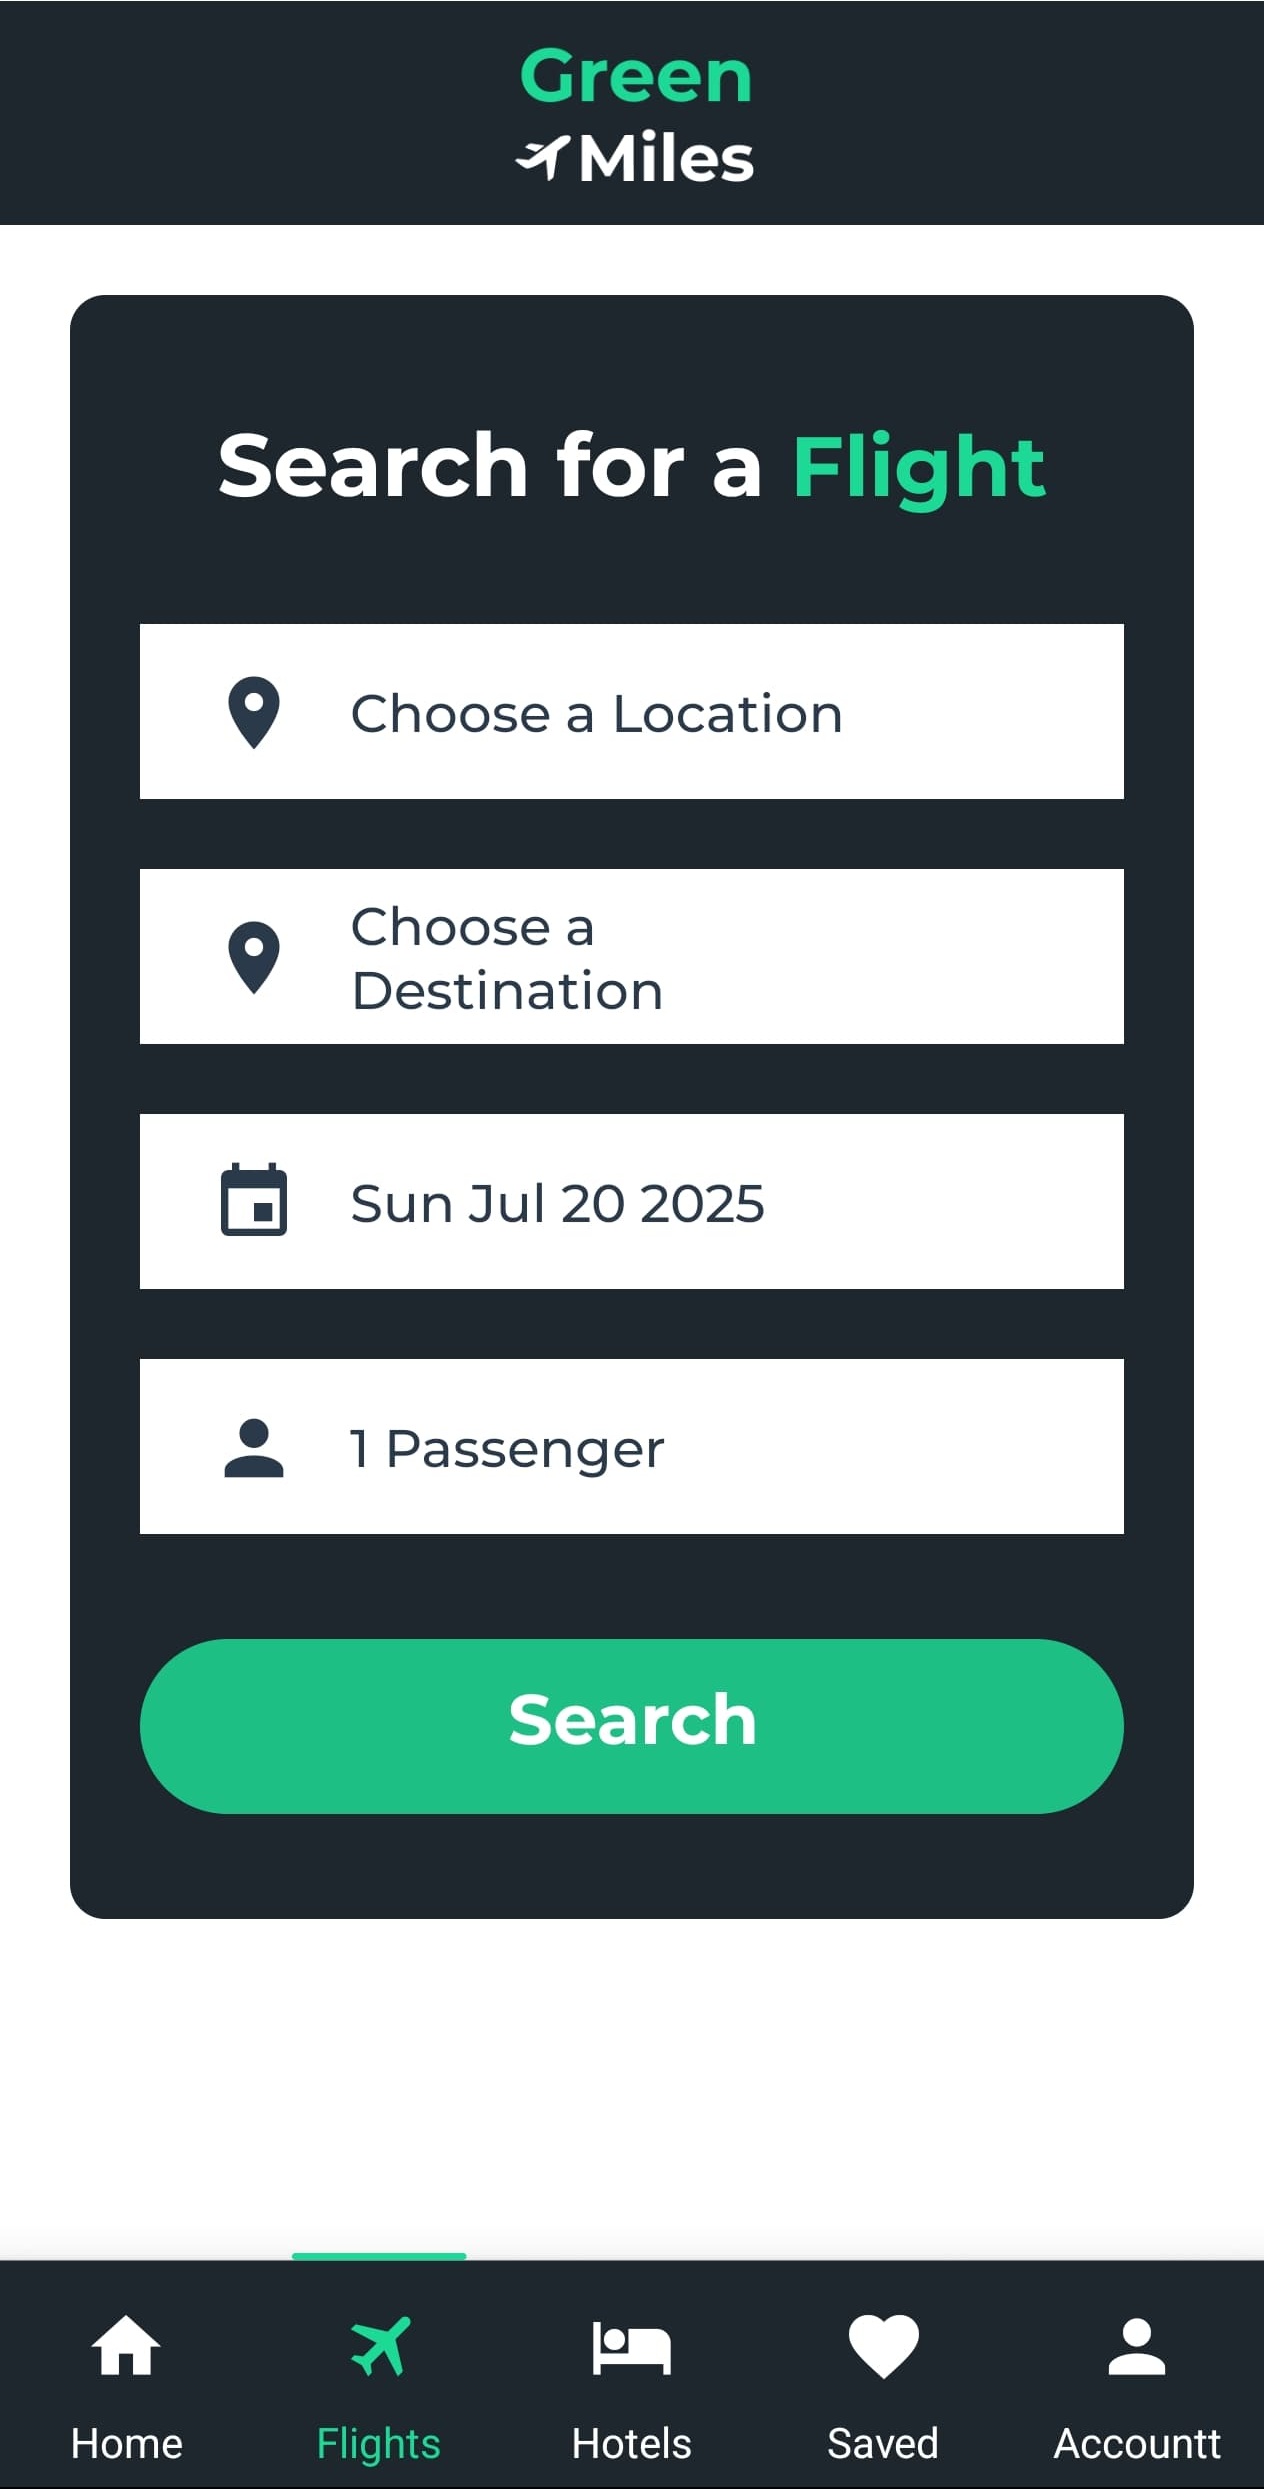 Green
Miles
Search for a Flight
Choose a Location
Choose a
Destination
Sun Jul 20 2025
1 Passenger
Search
Home
Flights
Hotels
Saved
Accountt